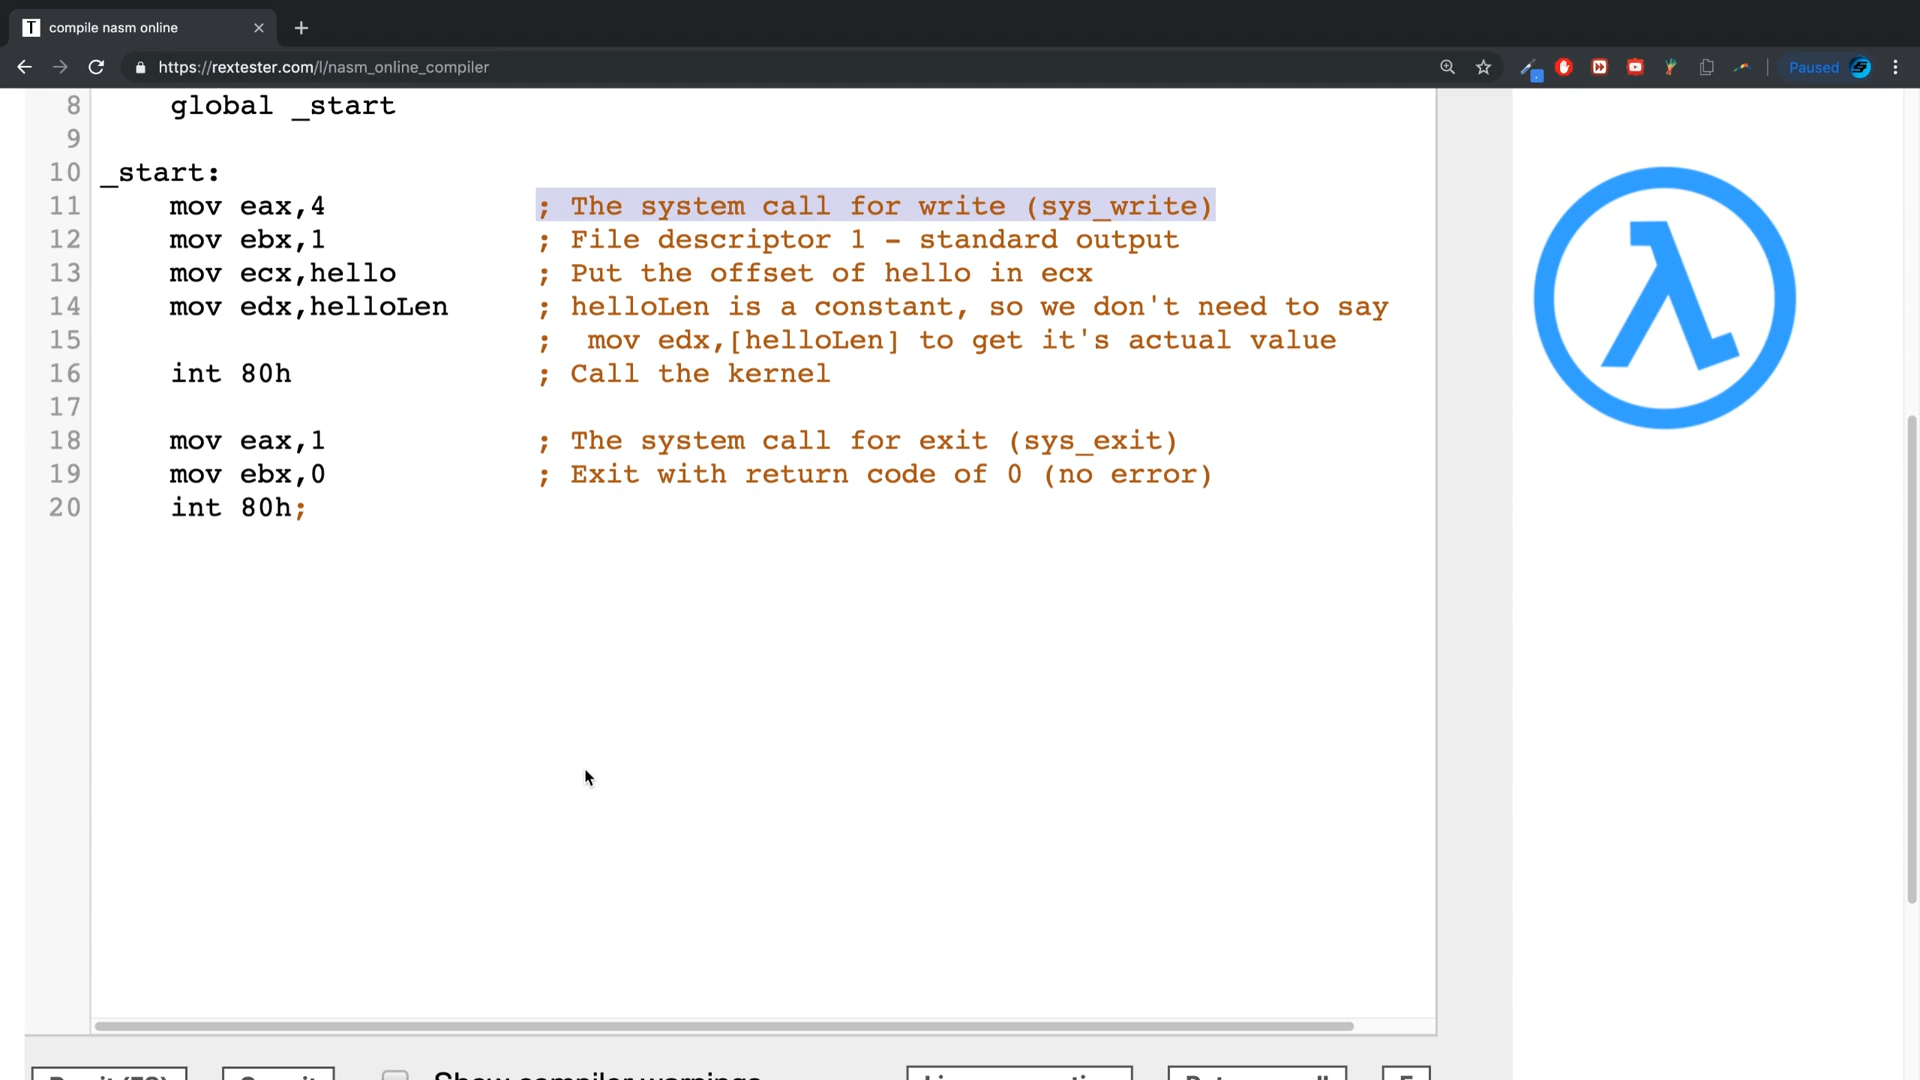 compile nasm online
https://rextester.com/l/nasm_online_compiler
Paused
8 global _start
9
10 _start:
11 mov eax,4 ; The system call for write (sys_write)
12 mov ebx,1 ; File descriptor 1 - standard output
13 mov ecx,hello ; Put the offset of hello in ecx
14 mov edx,helloLen ; helloLen is a constant, so we don't need to say
15 ; mov edx,[helloLen] to get it's actual value
16 int 80h ; Call the kernel
17
18 mov eax,1 ; The system call for exit (sys_exit)
19 mov ebx,0 ; Exit with return code of 0 (no error)
20 int 80h;
λ
Show compiler warnings